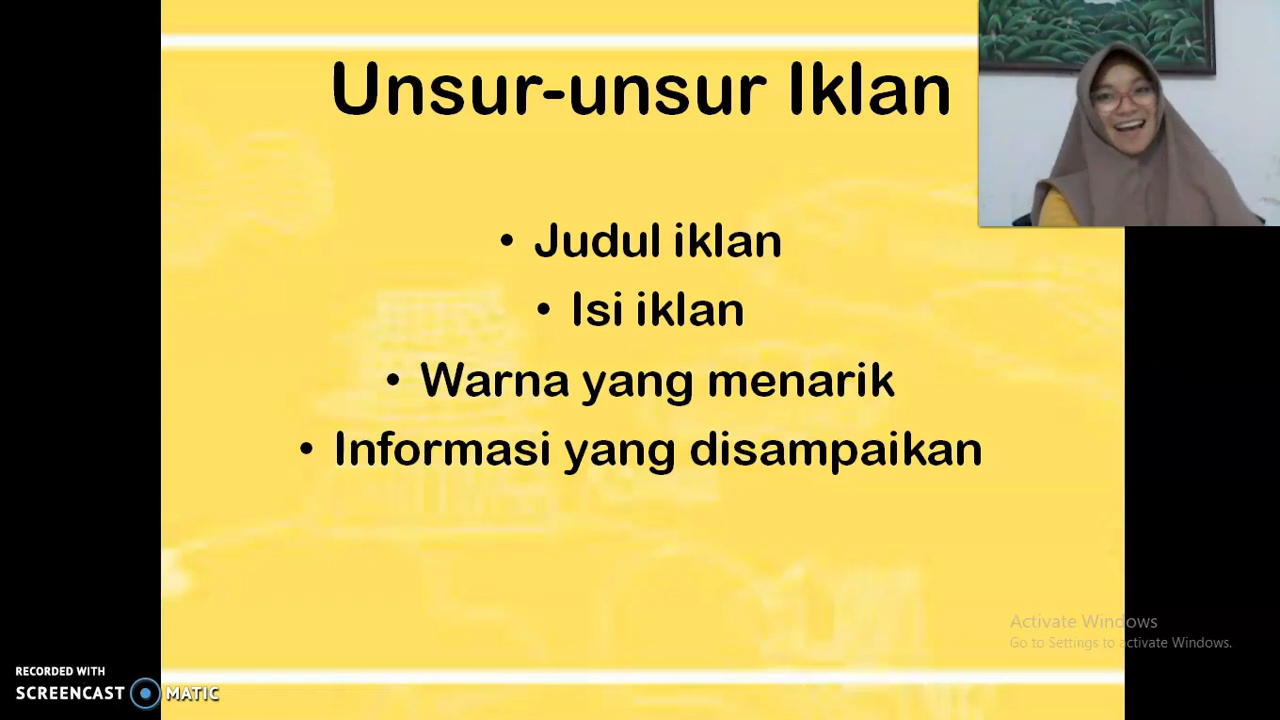 Unsur-unsur Iklan
• Judul iklan
• Isi iklan
• Warna yang menarik
• Informasi yang disampaikan
Activate Windows
Go to Settings to activate Windows.
RECORDED WITH
SCREENCAST MATIC